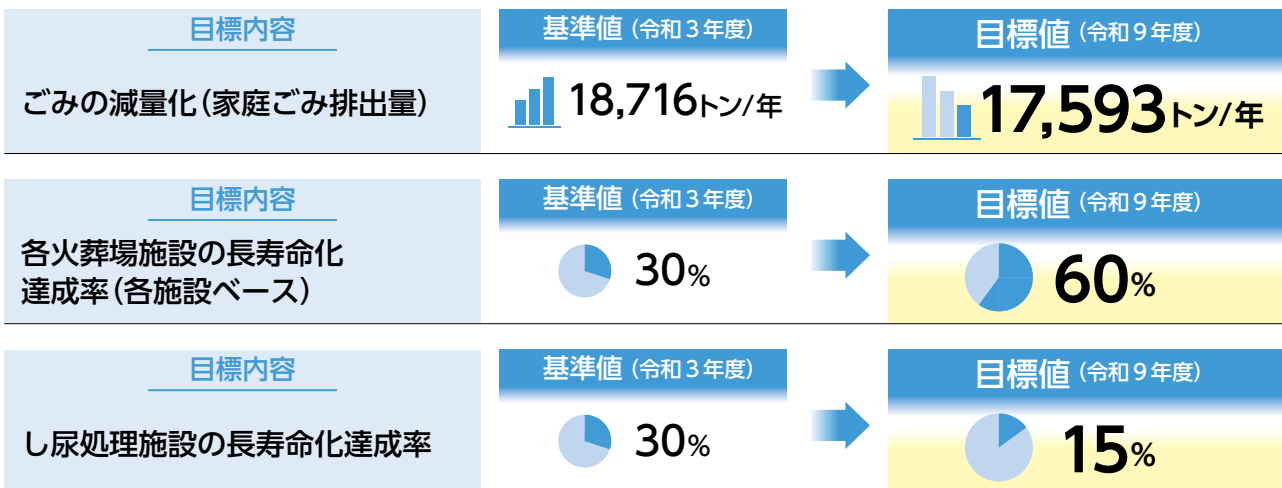 目標内容
基準値（令和３年度）
目標値（令和９年度）
ごみの減量化（家庭ごみ排出量）
18,716トン/年
17,593トン/年
目標内容
基準値（令和３年度）
目標値（令和９年度）
各火葬場施設の長寿命化
達成率（各施設ベース）
30%
60%
目標内容
基準値（令和３年度）
目標値（令和９年度）
し尿処理施設の長寿命化達成率
30%
15%